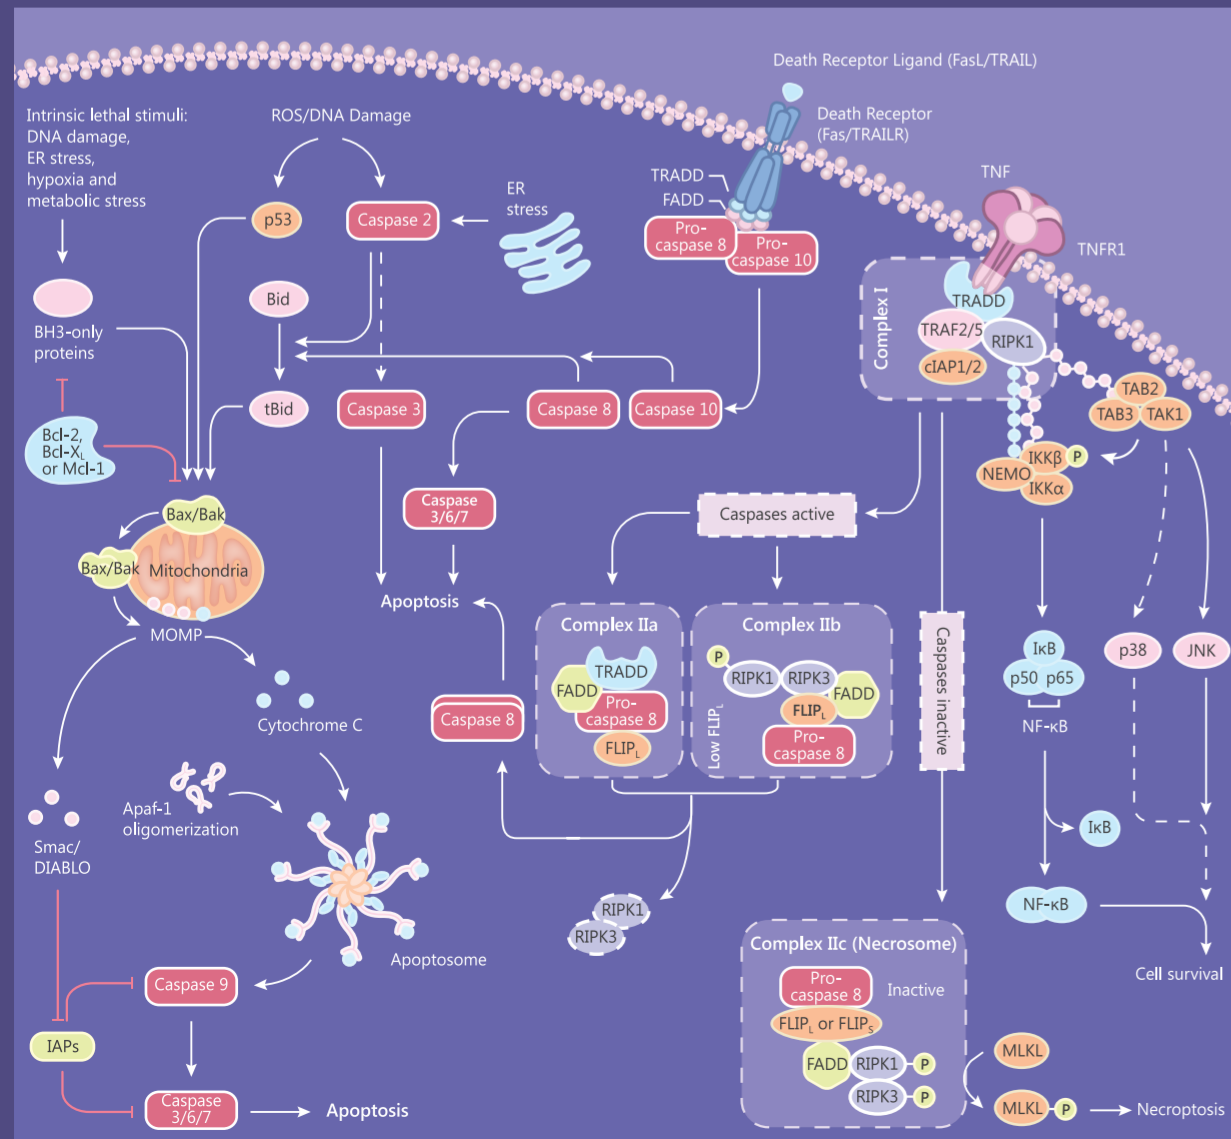 Death Receptor Ligand (FasL/TRAIL)
Intrinsic lethal stimuli:
DNA damage,
ER stress,
hypoxia and
metabolic stress
ROS/DNA Damage
Death Receptor
(Fas/TRAILR)
TRADD
FADD
TNF
p53
Caspase 2
ER
stress
Pro-
caspase 8
Pro-
caspase 10
TNFR1
Complex I
TRADD
TRAF2/5
RIPK1
cIAP1/2
Bid
BH3-only
proteins
tBid
Caspase 3
Caspase 8
Caspase 10
TAB2
TAB3
TAK1
Bcl-2,
Bcl-XL
or Mcl-1
IKKβ
P
NEMO
IKKα
Caspase
3/6/7
Caspases active
Bax/Bak
Bax/Bak
Mitochondria
MOMP
Apoptosis
Complex IIa
TRADD
FADD
Pro-
caspase 8
FLIPL
Complex IIb
P
RIPK1
RIPK3
FADD
FLIPL
Pro-
caspase 8
Low FLIPL
Caspases inactive
IκB
p50
p65
NF-κB
p38
JNK
Cytochrome C
Caspase 8
Apaf-1
oligomerization
Smac/
DIABLO
IκB
RIPK1
RIPK3
NF-κB
Apoptosome
Cell survival
Caspase 9
IAPs
Caspase
3/6/7
Apoptosis
Complex IIc (Necrosome)
Pro-
caspase 8
Inactive
FLIPL or FLIPS
FADD
RIPK1
P
RIPK3
P
MLKL
MLKL
P
Necroptosis